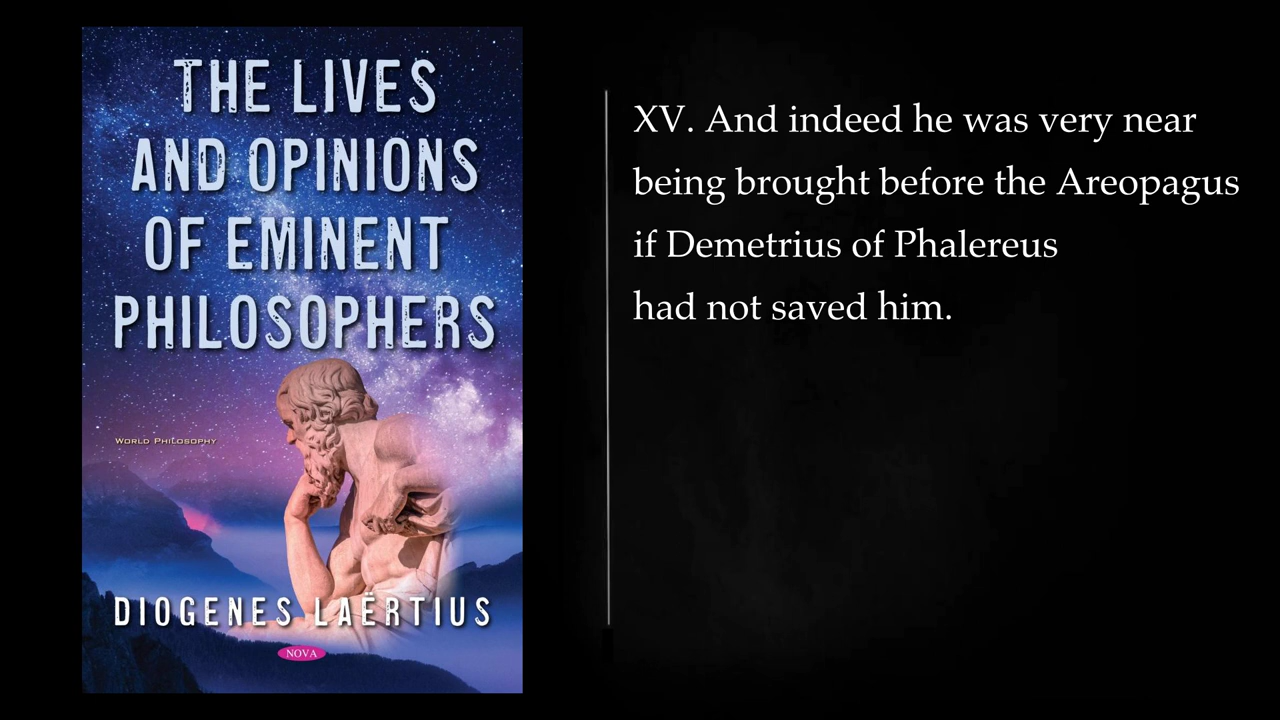 THE LIVES
AND OPINIONS
OF EMINENT
PHILOSOPHERS
WORLD PHILOSOPHY
DIOGENES LAËRTIUS
NOVA
XV. And indeed he was very near
being brought before the Areopagus
if Demetrius of Phalereus
had not saved him.